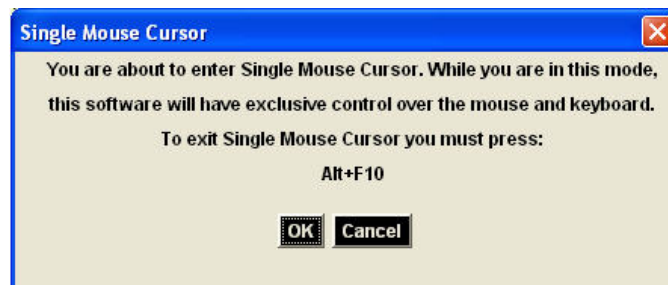 Single Mouse Cursor
You are about to enter Single Mouse Cursor. While you are in this mode,
this software will have exclusive control over the mouse and keyboard.
To exit Single Mouse Cursor you must press:
Alt+F10
OK Cancel